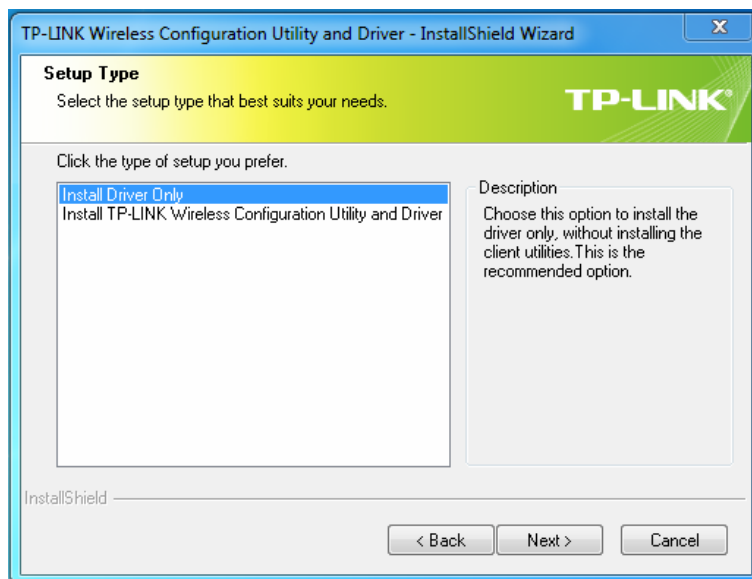 TP-LINK Wireless Configuration Utility and Driver - InstallShield Wizard
X
Setup Type
Select the setup type that best suits your needs.
TP-LINK®
Click the type of setup you prefer.
Install Driver Only
Install TP-LINK Wireless Configuration Utility and Driver
Description
Choose this option to install the
driver only, without installing the
client utilities.This is the
recommended option.
InstallShield
< Back
Next >
Cancel